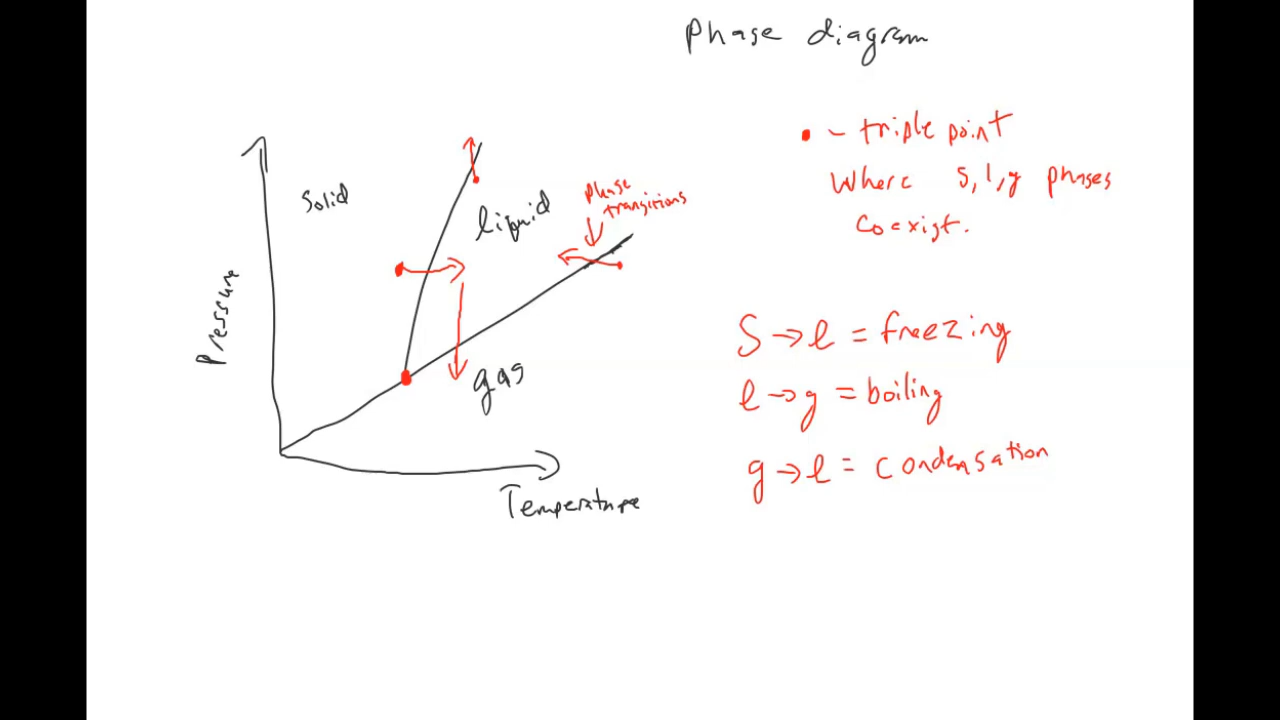 Phase diagram
• - triple point
Where s, l, g phases
coexist.
Solid
liquid
phase
transitions
gas
Pressure
Temperature
S → l = freezing
l → g = boiling
g → l = condensation